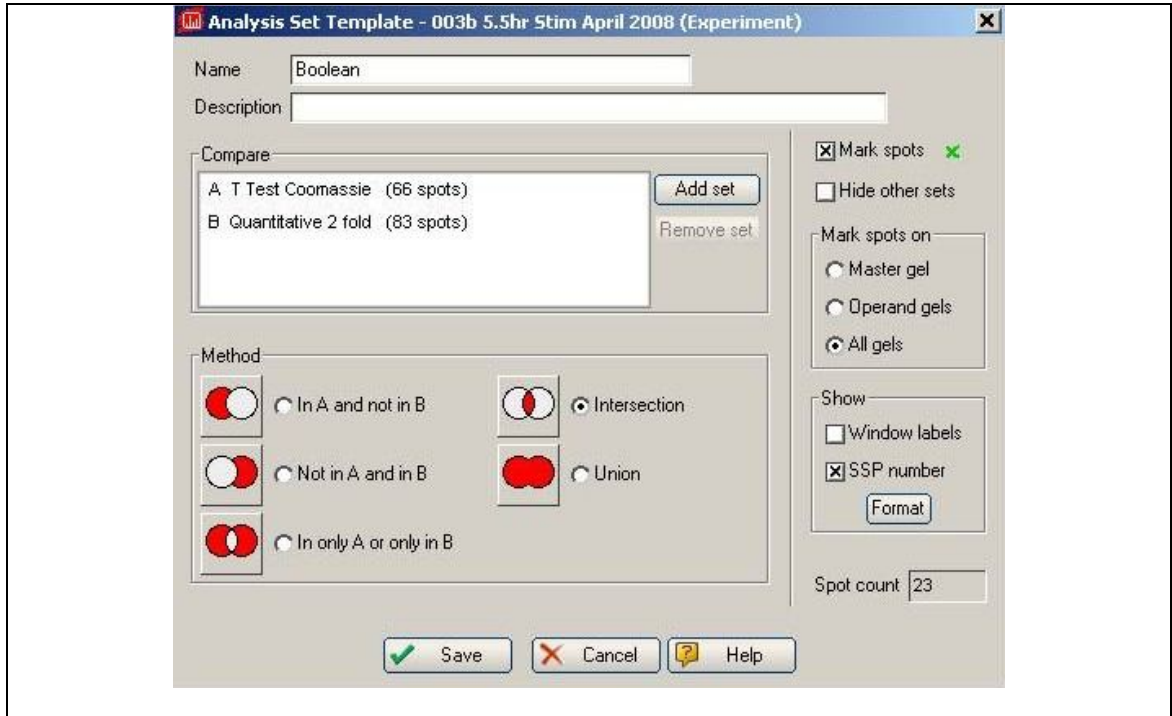 Analysis Set Template - 003b 5.5hr Stim April 2008 (Experiment)
Name Boolean
Description
Compare
A T Test Coomassie (66 spots)
B Quantitative 2 fold (83 spots)
Add set
Remove set
Mark spots
Hide other sets
Mark spots on
Master gel
Operand gels
All gels
Method
In A and not in B
Intersection
Not in A and in B
Union
In only A or only in B
Show
Window labels
SSP number
Format
Spot count 23
Save Cancel Help